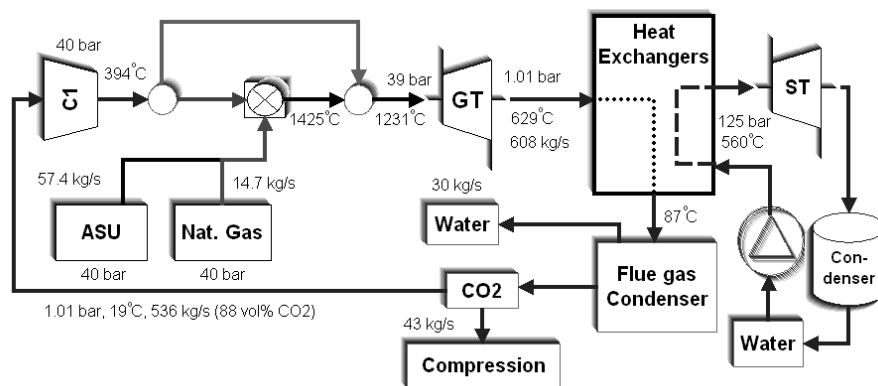 40 bar
394°C
C1
1425°C
1231°C
39 bar
GT
1.01 bar
629°C
608 kg/s
Heat
Exchangers
ST
125 bar
560°C
57.4 kg/s
14.7 kg/s
ASU
Nat. Gas
40 bar
40 bar
30 kg/s
Water
87°C
Flue gas
Condenser
Con-
denser
Water
CO2
1.01 bar, 19°C, 536 kg/s (88 vol% CO2)
43 kg/s
Compression